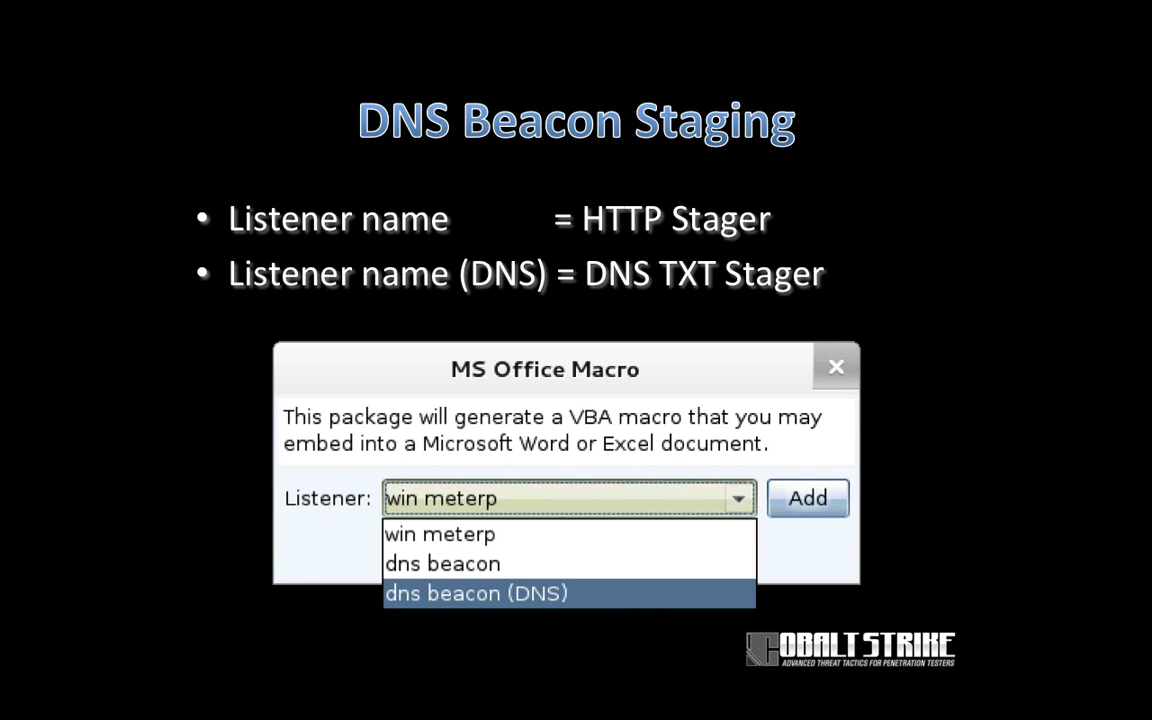 DNS Beacon Staging
• Listener name = HTTP Stager
• Listener name (DNS) = DNS TXT Stager
MS Office Macro
This package will generate a VBA macro that you may
embed into a Microsoft Word or Excel document.
Listener: win meterp Add
win meterp
dns beacon
dns beacon (DNS)
COBALT STRIKE
ADVANCED THREAT TACTICS FOR PENETRATION TESTERS